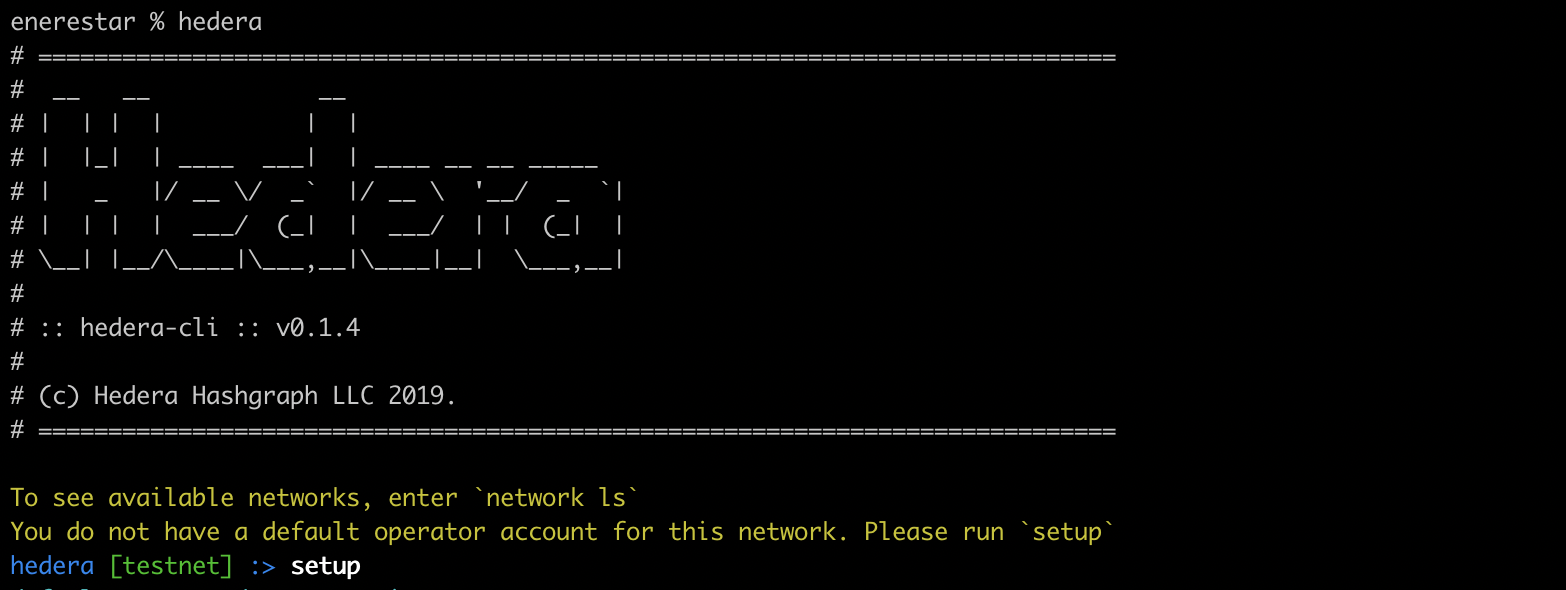 enerestar % hedera
# =============================================================================
#  __   __            __
# |  | |  |          |  |
# |  |_|  | ____  ___|  | ____ __ __ _____
# |   _   |/ __ \/  _`  |/ __ \  '__/  _  `|
# |  | |  |  ___/  (_|  |  ___/  | |  (_|  |
# \__| |__/\____|\___,__|\____|__|  \___,__|
#
# :: hedera-cli :: v0.1.4
#
# (c) Hedera Hashgraph LLC 2019.
# =============================================================================
To see available networks, enter `network ls`
You do not have a default operator account for this network. Please run `setup`
hedera [testnet] :> setup